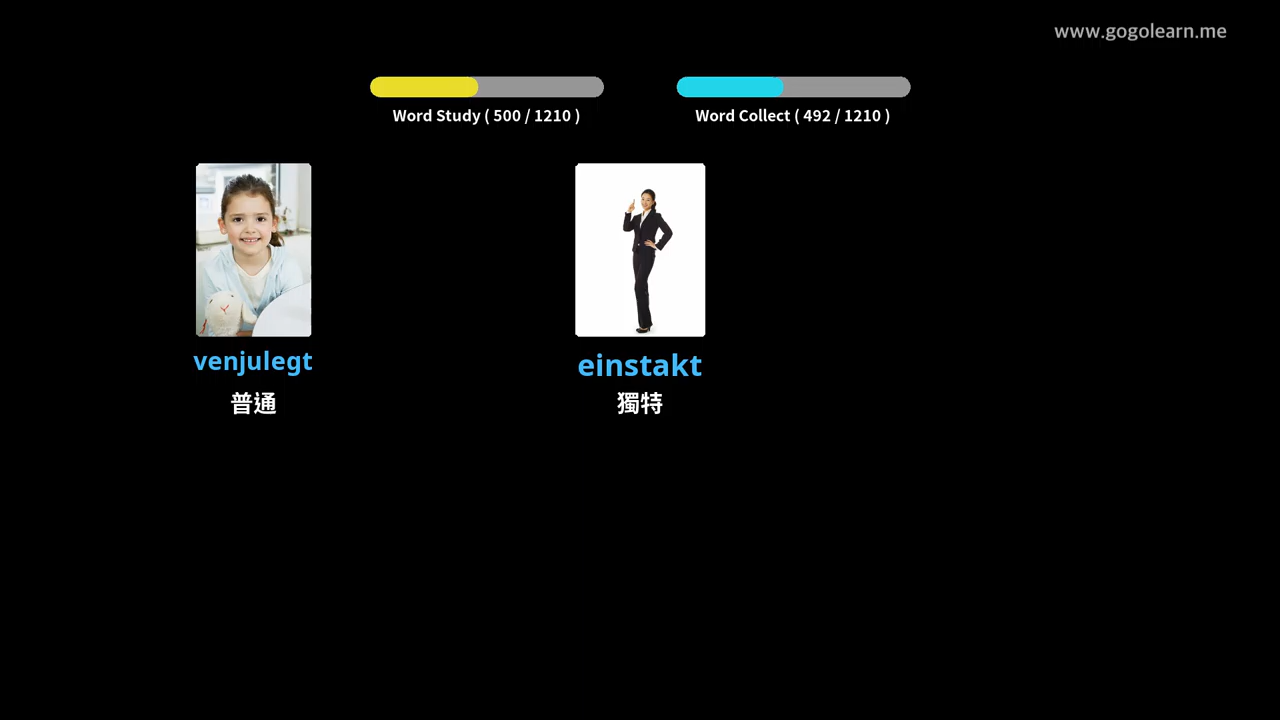 www.gogolearn.me
Word Study ( 500 / 1210 )
Word Collect ( 492 / 1210 )
venjulegt
einstakt
普通
獨特